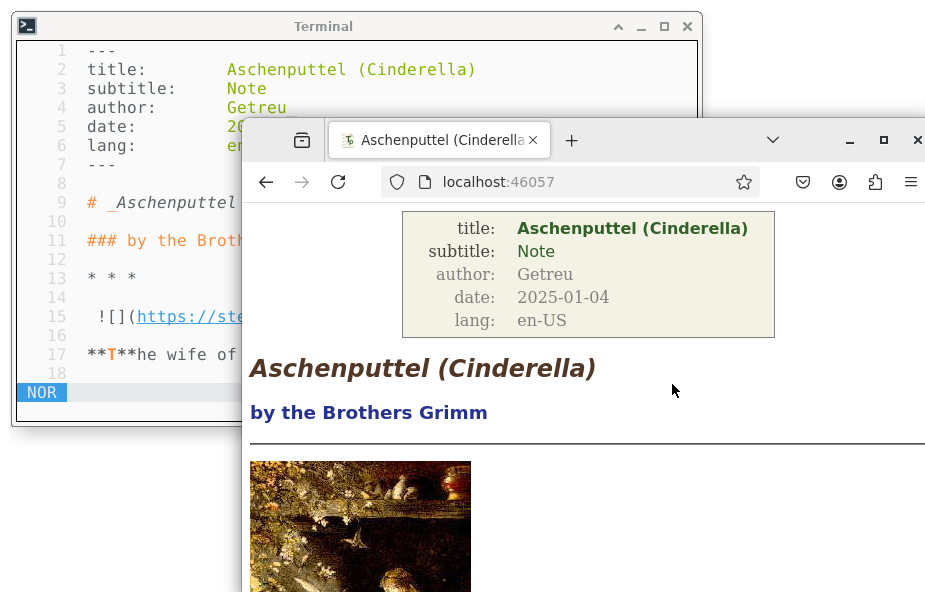 Terminal
1 ---
2 title: Aschenputtel (Cinderella)
3 subtitle: Note
4 author: Getreu_
5 date: 20
6 lang: en
7 ---
8
9 # _Aschenputtel
10
11 ### by the Broth
12
13 * * *
14
15 ![](https://ste
16
17 **T**he wife of
18
NOR
Aschenputtel (Cinderella
localhost:46057
title: Aschenputtel (Cinderella)
subtitle: Note
author: Getreu
date: 2025-01-04
lang: en-US
Aschenputtel (Cinderella)
by the Brothers Grimm